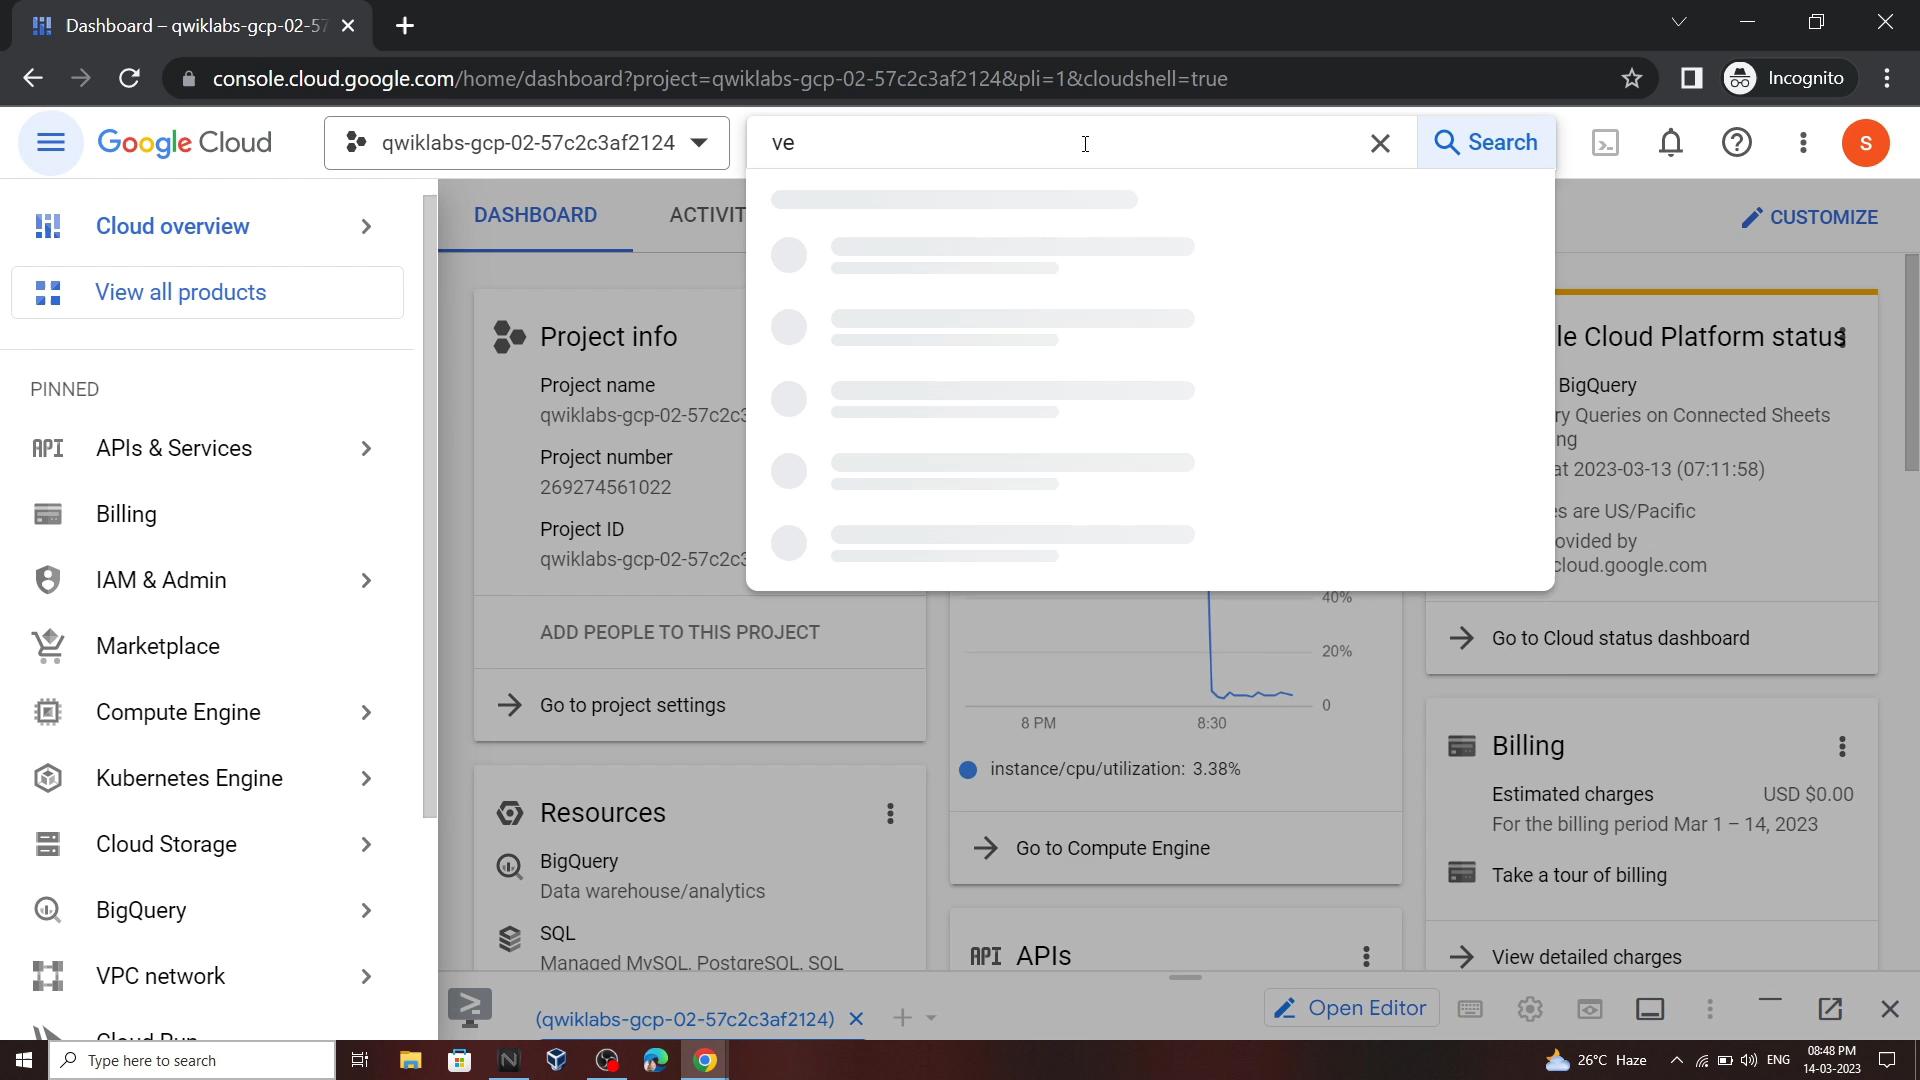 Dashboard – qwiklabs-gcp-02-57
console.cloud.google.com/home/dashboard?project=qwiklabs-gcp-02-57c2c3af2124&pli=1&cloudshell=true
Incognito
Google Cloud
qwiklabs-gcp-02-57c2c3af2124
ve
Search
S
Cloud overview
View all products
PINNED
API APIs & Services
Billing
IAM & Admin
Marketplace
Compute Engine
Kubernetes Engine
Cloud Storage
BigQuery
VPC network
Cloud Run
DASHBOARD
ACTIVIT
CUSTOMIZE
Project info
Project name
qwiklabs-gcp-02-57c2c3
Project number
269274561022
Project ID
qwiklabs-gcp-02-57c2c3
ADD PEOPLE TO THIS PROJECT
Go to project settings
Resources
BigQuery
Data warehouse/analytics
SQL
Managed MySQL, PostgreSQL, SQL
40%
20%
0
8 PM
8:30
instance/cpu/utilization: 3.38%
Go to Compute Engine
API APIs
le Cloud Platform status
BigQuery
ry Queries on Connected Sheets
ng
at 2023-03-13 (07:11:58)
es are US/Pacific
ovided by
cloud.google.com
Go to Cloud status dashboard
Billing
Estimated charges
USD $0.00
For the billing period Mar 1 – 14, 2023
Take a tour of billing
View detailed charges
(qwiklabs-gcp-02-57c2c3af2124)
Open Editor
Type here to search
26°C Haze
ENG
08:48 PM
14-03-2023